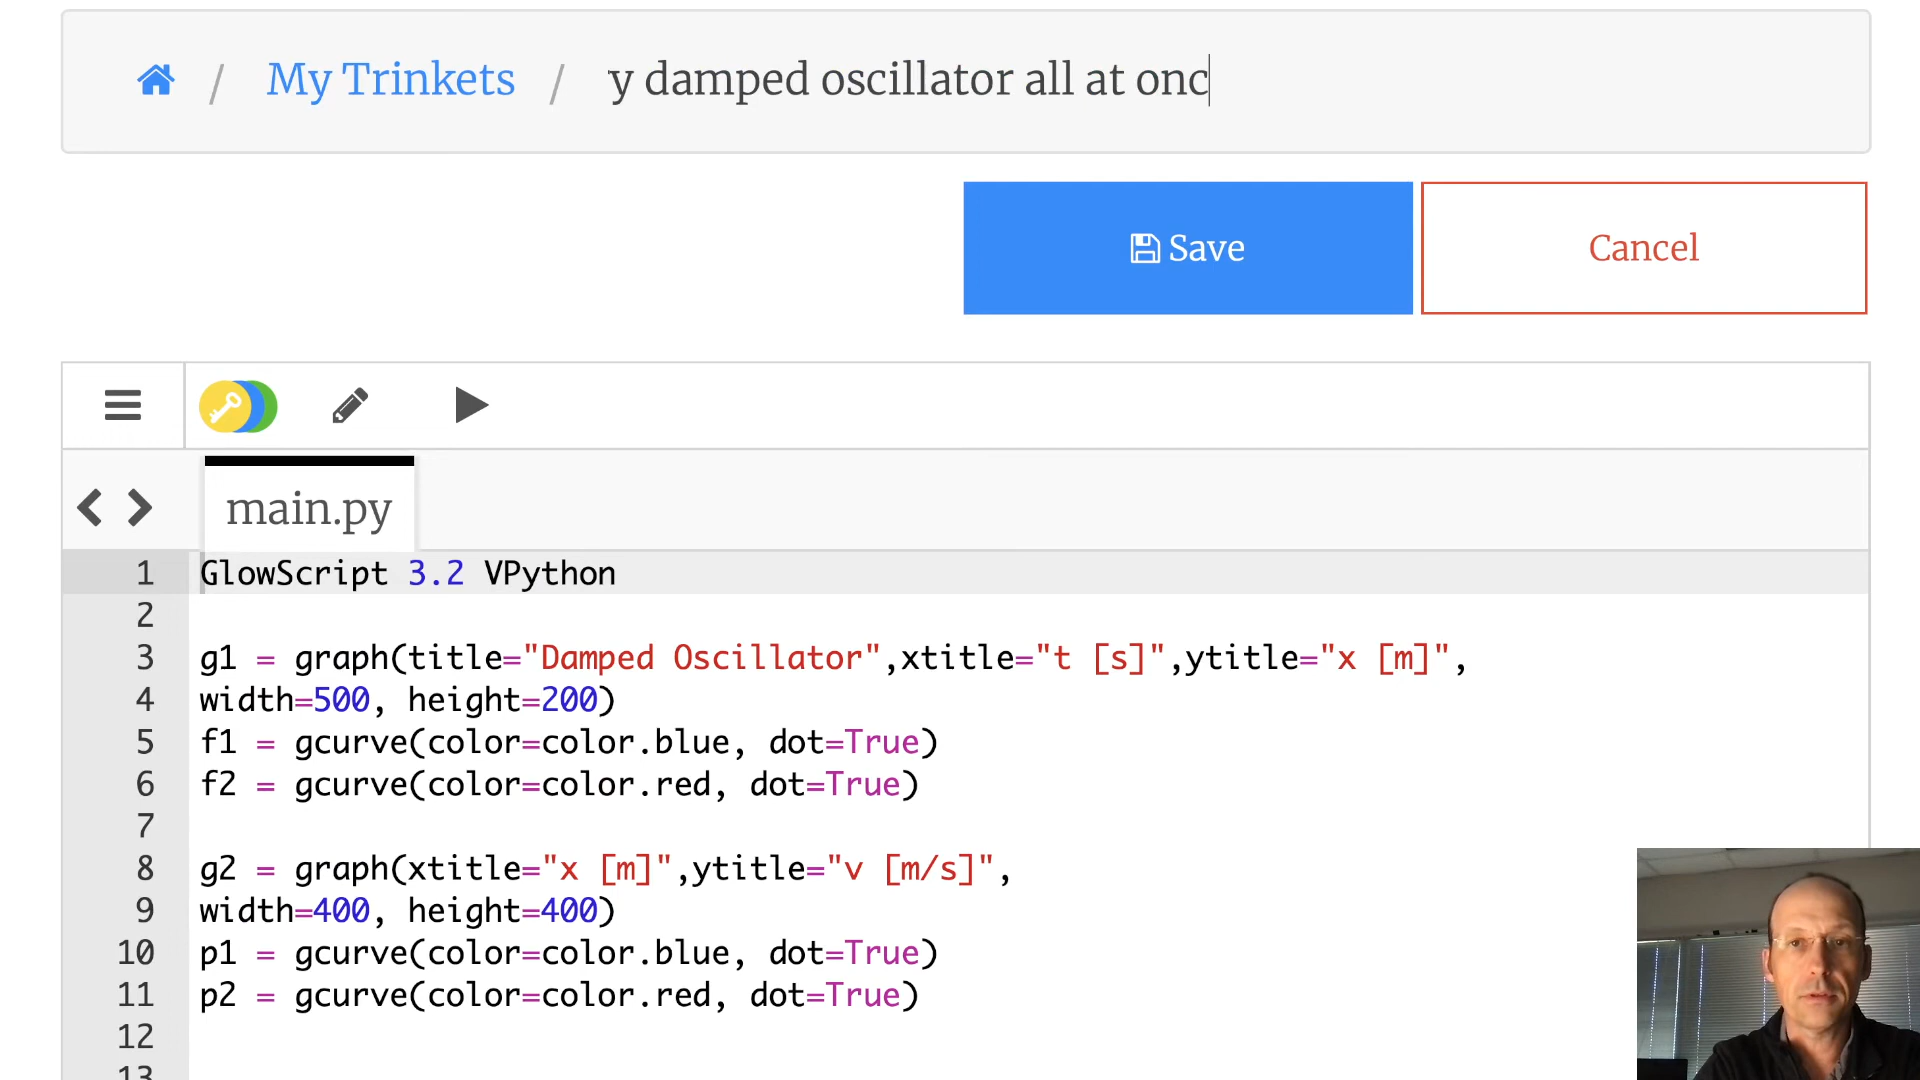 / My Trinkets / y damped oscillator all at onc
Save
Cancel
main.py
1 GlowScript 3.2 VPython
2
3 g1 = graph(title="Damped Oscillator",xtitle="t [s]",ytitle="x [m]",
4 width=500, height=200)
5 f1 = gcurve(color=color.blue, dot=True)
6 f2 = gcurve(color=color.red, dot=True)
7
8 g2 = graph(xtitle="x [m]",ytitle="v [m/s]",
9 width=400, height=400)
10 p1 = gcurve(color=color.blue, dot=True)
11 p2 = gcurve(color=color.red, dot=True)
12
13